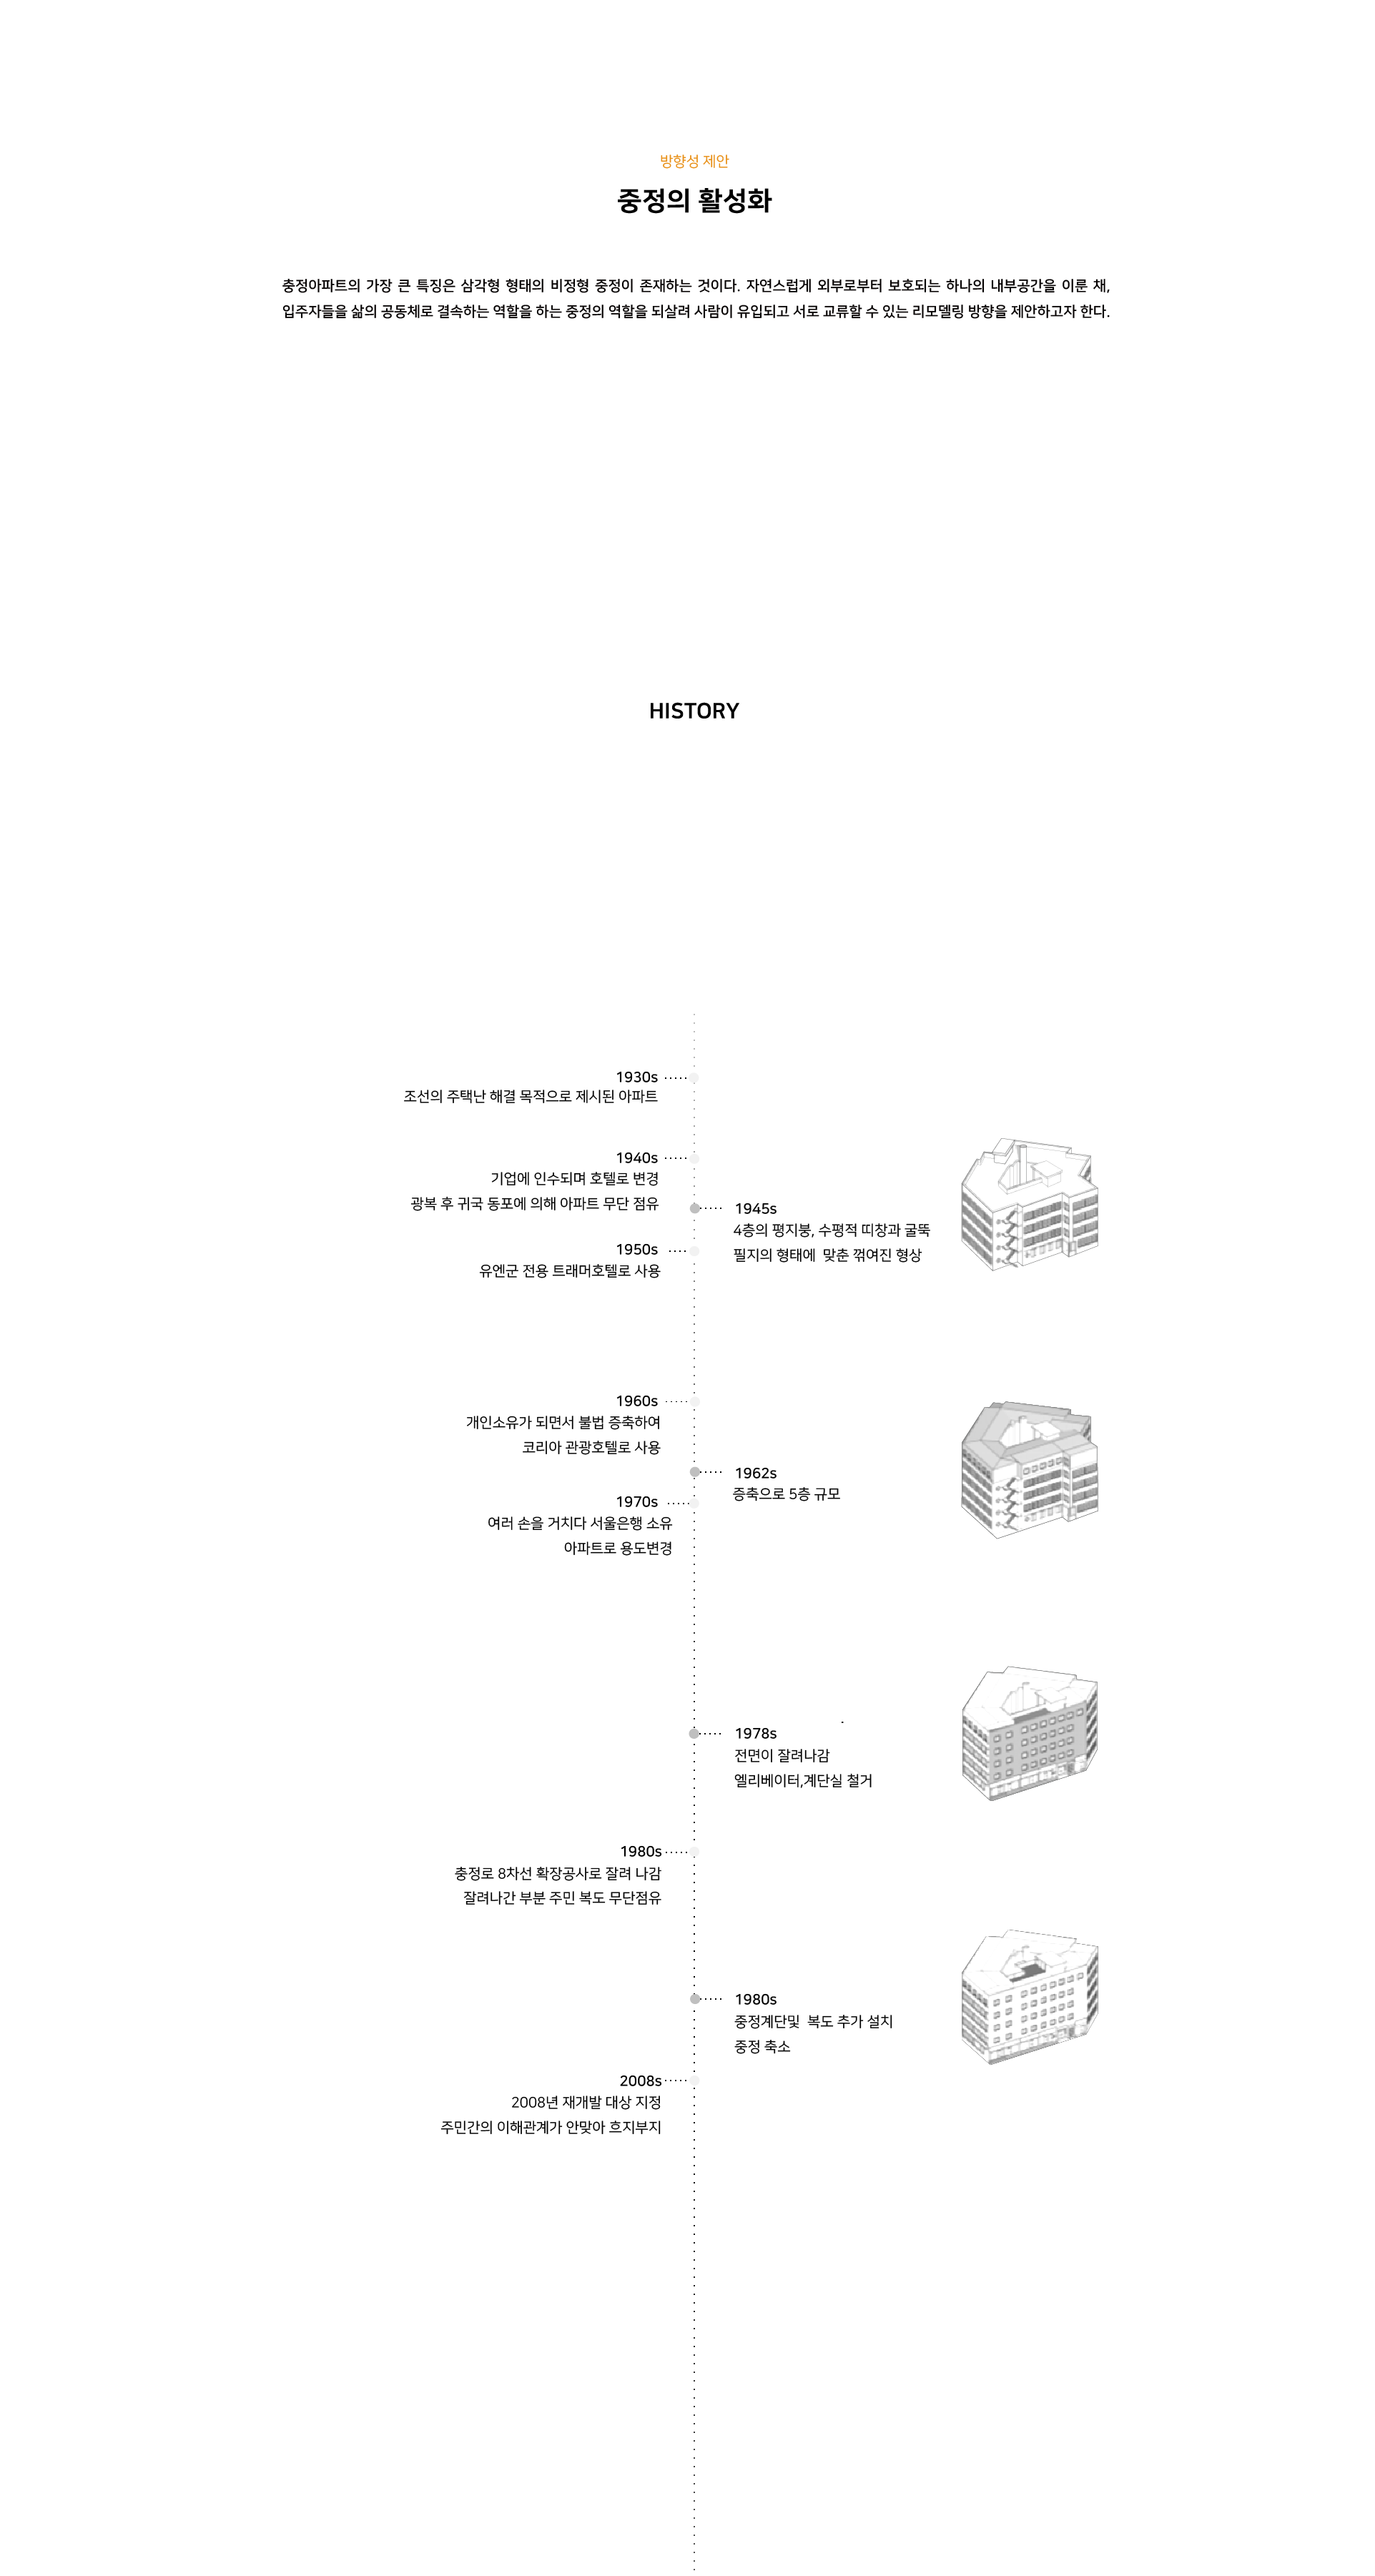 방향성 제안
중정의 활성화
충정아파트의 가장 큰 특징은 삼각형 형태의 비정형 중정이 존재하는 것이다. 자연스럽게 외부로부터 보호되는 하나의 내부공간을 이룬 채,
입주자들을 삶의 공동체로 결속하는 역할을 하는 중정의 역할을 되살려 사람이 유입되고 서로 교류할 수 있는 리모델링 방향을 제안하고자 한다.
HISTORY
1930s
조선의 주택난 해결 목적으로 제시된 아파트
1940s
기업에 인수되며 호텔로 변경
광복 후 귀국 동포에 의해 아파트 무단 점유
1945s
4층의 평지붕, 수평적 띠창과 굴뚝
필지의 형태에 맞춘 꺾여진 형상
1950s
유엔군 전용 트래머호텔로 사용
1960s
개인소유가 되면서 불법 증축하여
코리아 관광호텔로 사용
1962s
증축으로 5층 규모
1970s
여러 손을 거치다 서울은행 소유
아파트로 용도변경
1978s
전면이 잘려나감
엘리베이터,계단실 철거
1980s
충정로 8차선 확장공사로 잘려 나감
잘려나간 부분 주민 복도 무단점유
1980s
중정계단및 복도 추가 설치
중정 축소
2008s
2008년 재개발 대상 지정
주민간의 이해관계가 안맞아 흐지부지